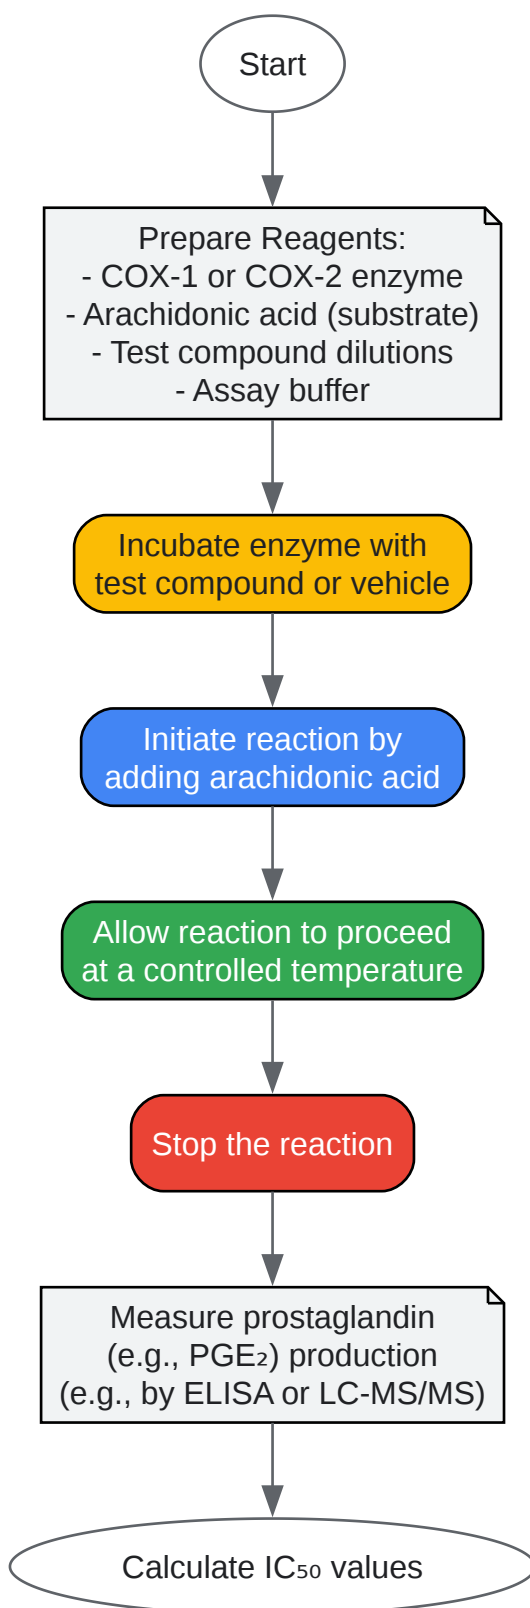 Start
Prepare Reagents:
- COX-1 or COX-2 enzyme
- Arachidonic acid (substrate)
- Test compound dilutions
- Assay buffer
Incubate enzyme with
test compound or vehicle
Initiate reaction by
adding arachidonic acid
Allow reaction to proceed
at a controlled temperature
Stop the reaction
Measure prostaglandin
(e.g., PGE₂) production
(e.g., by ELISA or LC-MS/MS)
Calculate IC₅₀ values